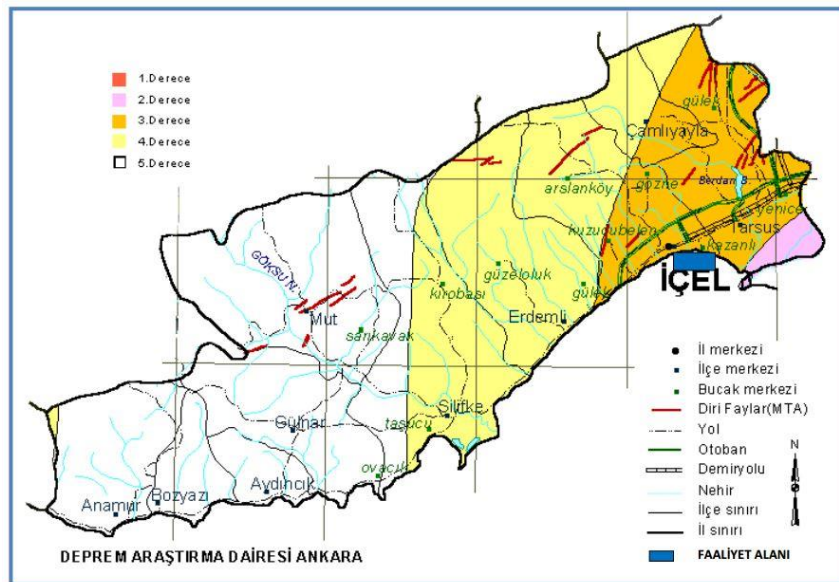 1.Derece
2.Derece
3.Derece
4.Derece
5.Derece
gülek
Çamlıyayla
Berdan B.
arslanköy
gözne
yenice
Tarsus
kuzucubelen
kazanlı
GÖKSU N.
güzeloluk
İÇEL
kırobası
gülek
Mut
Erdemli
sarıkavak
Silifke
Gülnar
taşucu
ovacık
Aydıncık
Bozyazı
Anamur
İl merkezi
İlçe merkezi
Bucak merkezi
Diri Faylar(MTA)
Yol
Otoban
Demiryolu
Nehir
İlçe sınırı
İl sınırı
FAALİYET ALANI
N
DEPREM ARAŞTIRMA DAİRESİ ANKARA